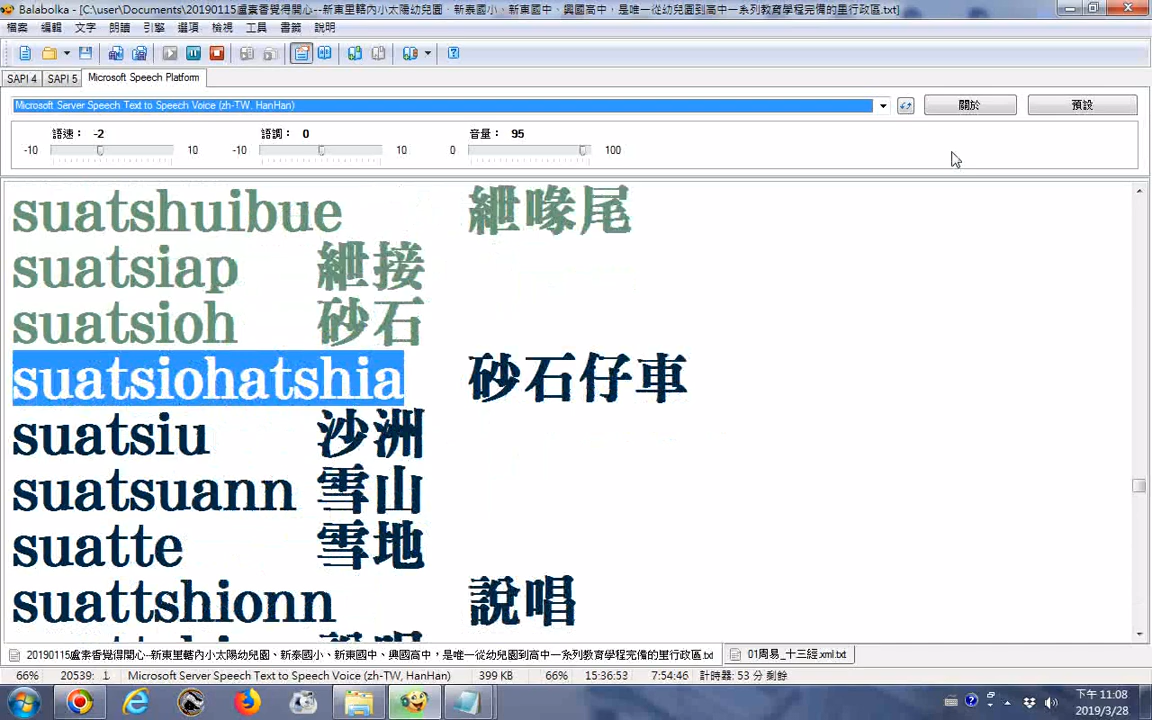 Balabolka - [C:\user\Documents\20190115盧素香覺得開心--新東里轄內小太陽幼兒園、新泰國小、新東國中、興國高中，是唯一從幼兒園到高中一系列教育學程完備的里行政區.txt]
檔案 編輯 文字 朗讀 引擎 選項 檢視 工具 書籤 說明
SAPI 4 SAPI 5 Microsoft Speech Platform
Microsoft Server Speech Text to Speech Voice (zh-TW, HanHan) 關於 預設
語速： -2 語調： 0 音量： 95
-10 10 -10 10 0 100
suatshuibue 紲喙尾
suatsiap 紲接
suatsioh 砂石
suatsiohatshia 砂石仔車
suatsiu 沙洲
suatsuann 雪山
suatte 雪地
suattshionn 說唱
20190115盧素香覺得開心--新東里轄內小太陽幼兒園、新泰國小、新東國中、興國高中，是唯一從幼兒園到高中一系列教育學程完備的里行政區.txt 01周易_十三經.xml.txt
66% 20539: 1 Microsoft Server Speech Text to Speech Voice (zh-TW, HanHan) 399 KB 66% 15:36:53 7:54:46 計時器: 53 分 剩餘
下午 11:08
2019/3/28